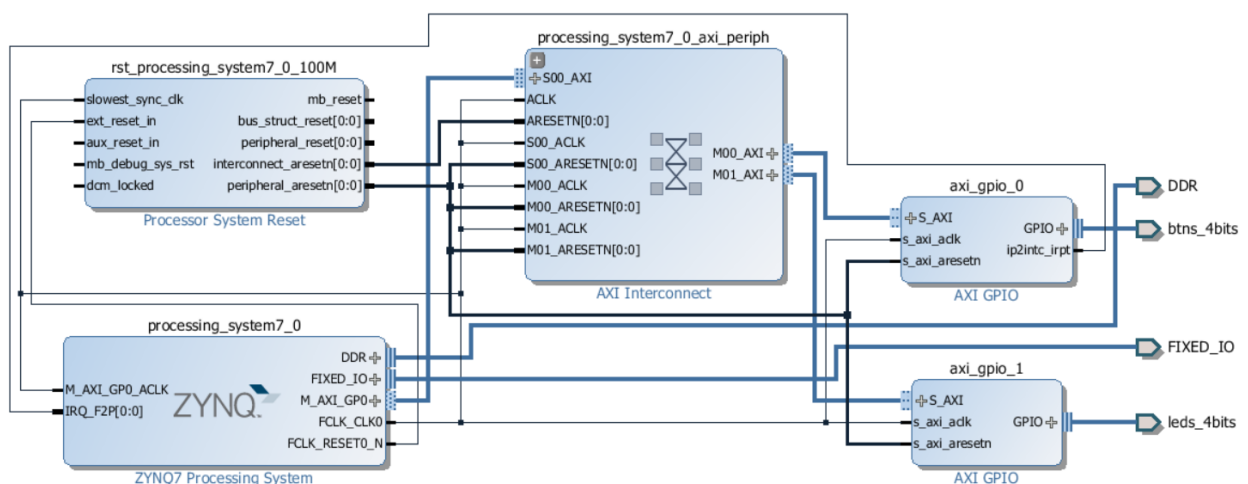 rst_processing_system7_0_100M
slowest_sync_clk
ext_reset_in
aux_reset_in
mb_debug_sys_rst
dcm_locked
mb_reset
bus_struct_reset[0:0]
peripheral_reset[0:0]
interconnect_aresetn[0:0]
peripheral_aresetn[0:0]
Processor System Reset
processing_system7_0_axi_periph
S00_AXI
ACLK
ARESETN[0:0]
S00_ACLK
S00_ARESETN[0:0]
M00_ACLK
M00_ARESETN[0:0]
M01_ACLK
M01_ARESETN[0:0]
M00_AXI
M01_AXI
AXI Interconnect
axi_gpio_0
S_AXI
s_axi_aclk
s_axi_aresetn
GPIO
ip2intc_irpt
AXI GPIO
DDR
btns_4bits
FIXED_IO
leds_4bits
processing_system7_0
M_AXI_GP0_ACLK
IRQ_F2P[0:0]
ZYNQ
DDR
FIXED_IO
M_AXI_GP0
FCLK_CLK0
FCLK_RESET0_N
ZYNQ7 Processing System
axi_gpio_1
S_AXI
s_axi_aclk
s_axi_aresetn
GPIO
AXI GPIO